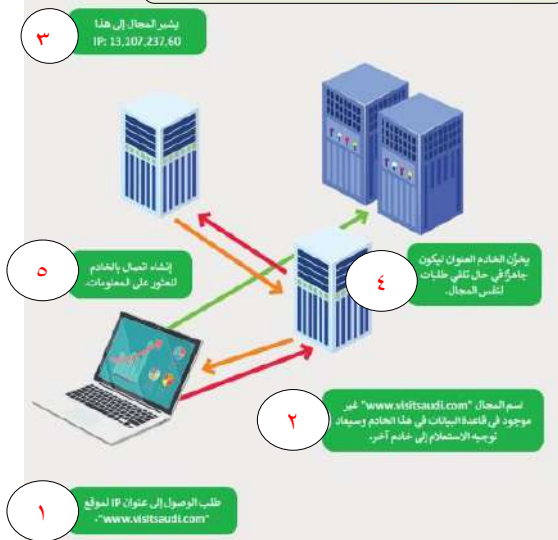 ٣
يشير المجال إلى هذا
IP: 13,107,237,60
٥
إنشاء اتصال بالخادم
للعثور على المعلومات.
٤
يخزّن الخادم العنوان ليكون
جاهزًا في حال تلقي طلبات
لنفس المجال.
٢
اسم المجال "www.visitsaudi.com" غير
موجود في قاعدة البيانات في هذا الخادم وسيعاد
توجيه الاستعلام إلى خادم آخر.
١
طلب الوصول إلى عنوان IP لموقع
"www.visitsaudi.com".